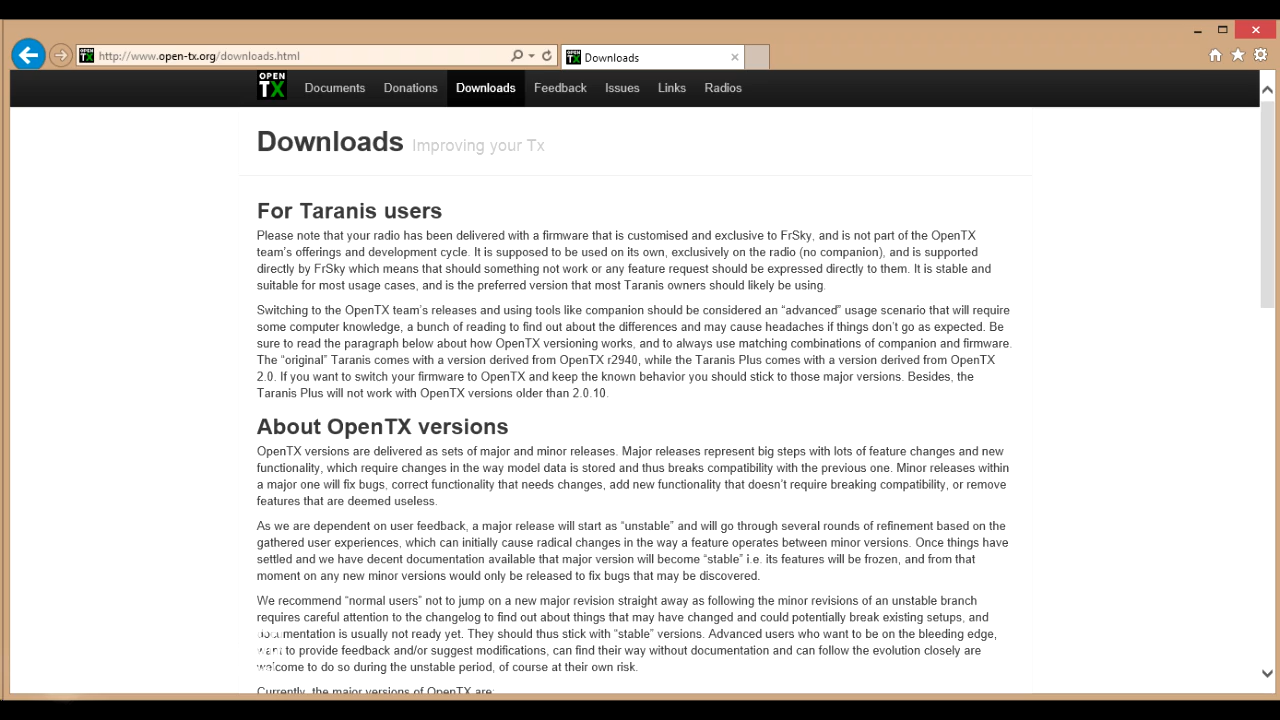 http://www.open-tx.org/downloads.html
Downloads
OPEN
TX
Documents
Donations
Downloads
Feedback
Issues
Links
Radios
Downloads Improving your Tx
For Taranis users
Please note that your radio has been delivered with a firmware that is customised and exclusive to FrSky, and is not part of the OpenTX
team's offerings and development cycle. It is supposed to be used on its own, exclusively on the radio (no companion), and is supported
directly by FrSky which means that should something not work or any feature request should be expressed directly to them. It is stable and
suitable for most usage cases, and is the preferred version that most Taranis owners should likely be using.
Switching to the OpenTX team's releases and using tools like companion should be considered an "advanced" usage scenario that will require
some computer knowledge, a bunch of reading to find out about the differences and may cause headaches if things don't go as expected. Be
sure to read the paragraph below about how OpenTX versioning works, and to always use matching combinations of companion and firmware.
The "original" Taranis comes with a version derived from OpenTX r2940, while the Taranis Plus comes with a version derived from OpenTX
2.0. If you want to switch your firmware to OpenTX and keep the known behavior you should stick to those major versions. Besides, the
Taranis Plus will not work with OpenTX versions older than 2.0.10.
About OpenTX versions
OpenTX versions are delivered as sets of major and minor releases. Major releases represent big steps with lots of feature changes and new
functionality, which require changes in the way model data is stored and thus breaks compatibility with the previous one. Minor releases within
a major one will fix bugs, correct functionality that needs changes, add new functionality that doesn't require breaking compatibility, or remove
features that are deemed useless.
As we are dependent on user feedback, a major release will start as "unstable" and will go through several rounds of refinement based on the
gathered user experiences, which can initially cause radical changes in the way a feature operates between minor versions. Once things have
settled and we have decent documentation available that major version will become "stable" i.e. its features will be frozen, and from that
moment on any new minor versions would only be released to fix bugs that may be discovered.
We recommend "normal users" not to jump on a new major revision straight away as following the minor revisions of an unstable branch
requires careful attention to the changelog to find out about things that may have changed and could potentially break existing setups, and
documentation is usually not ready yet. They should thus stick with "stable" versions. Advanced users who want to be on the bleeding edge,
want to provide feedback and/or suggest modifications, can find their way without documentation and can follow the evolution closely are
welcome to do so during the unstable period, of course at their own risk.
Currently, the major versions of OpenTX are: